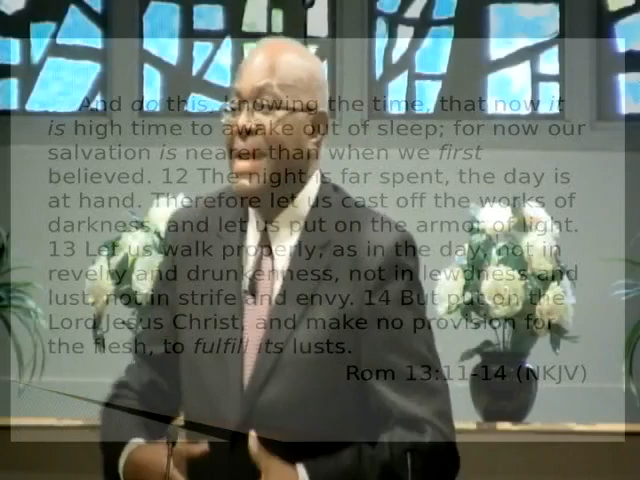 And do this, knowing the time, that now it
is high time to awake out of sleep; for now our
salvation is nearer than when we first
believed. 12 The night is far spent, the day is
at hand. Therefore let us cast off the works of
darkness, and let us put on the armor of light.
13 Let us walk properly, as in the day, not in
revelry and drunkenness, not in lewdness and
lust, not in strife and envy. 14 But put on the
Lord Jesus Christ, and make no provision for
the flesh, to fulfill its lusts.
Rom 13:11-14 (NKJV)